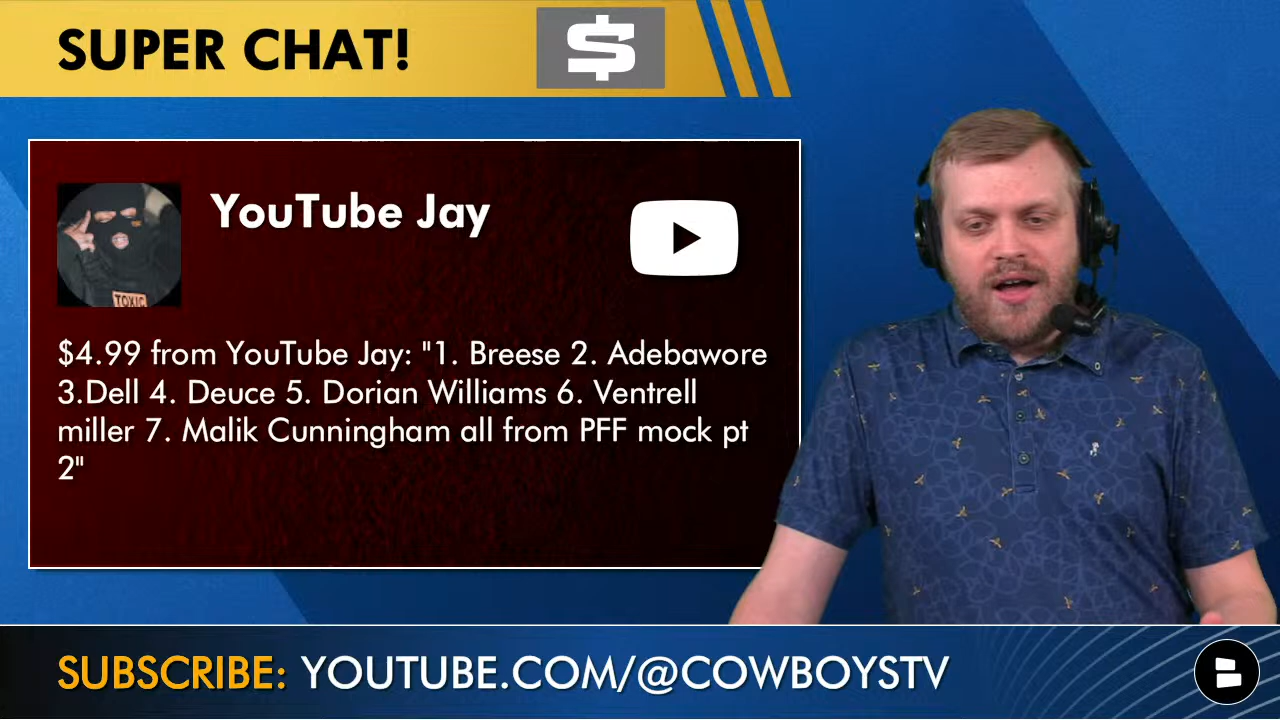 SUPER CHAT!
$
YouTube Jay
TOXIC
$4.99 from YouTube Jay: "1. Breese 2. Adebawore
3.Dell 4. Deuce 5. Dorian Williams 6. Ventrell
miller 7. Malik Cunningham all from PFF mock pt
2"
SUBSCRIBE: YOUTUBE.COM/@COWBOYSTV